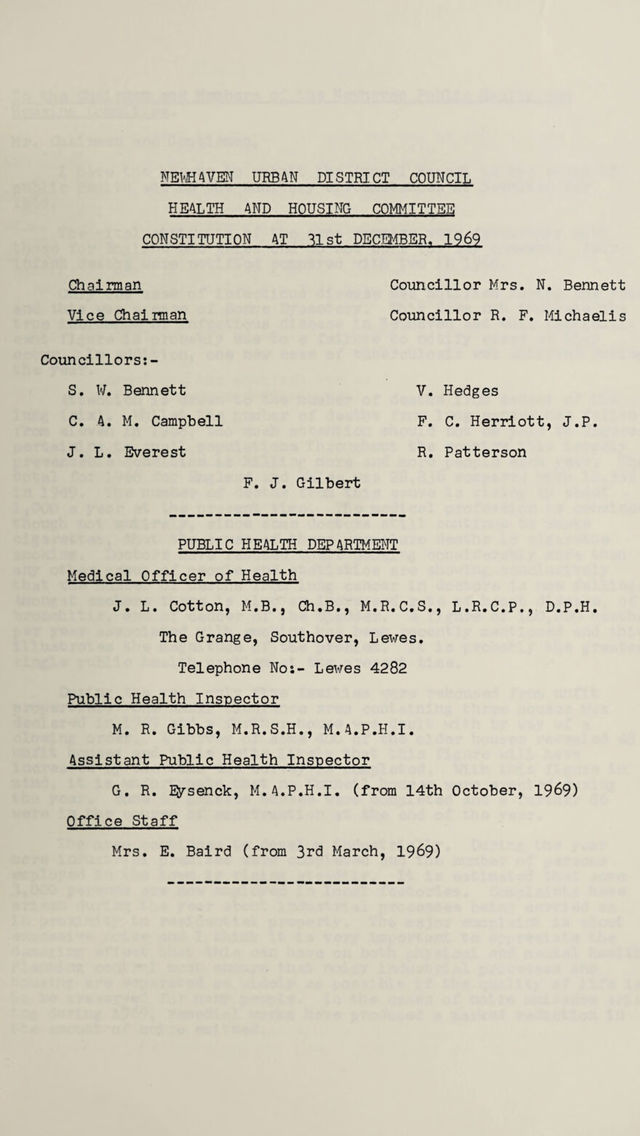 NEWHAVEN URBAN DISTRICT COUNCIL
HEALTH AND HOUSING COMMITTEE
CONSTITUTION AT 31st DECEMBER, 1969
Chairman Councillor Mrs. N. Bennett
Vice Chairman Councillor R. F. Michaelis
Councillors:-
S. W. Bennett V. Hedges
C. A. M. Campbell F. C. Herriott, J.P.
J. L. Everest R. Patterson
F. J. Gilbert
PUBLIC HEALTH DEPARTMENT
Medical Officer of Health
J. L. Cotton, M.B., Ch.B., M.R.C.S., L.R.C.P., D.P.H.
The Grange, Southover, Lewes.
Telephone No:- Lewes 4282
Public Health Inspector
M. R. Gibbs, M.R.S.H., M.A.P.H.I.
Assistant Public Health Inspector
G. R. Eysenck, M.A.P.H.I. (from 14th October, 1969)
Office Staff
Mrs. E. Baird (from 3rd March, 1969)